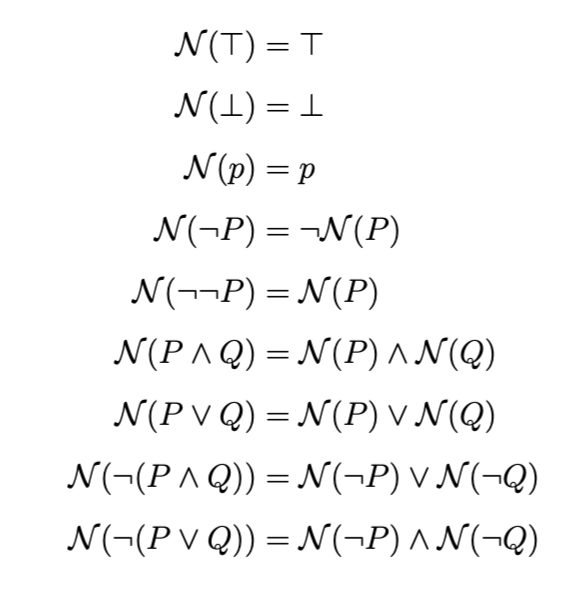 𝒩(⊤) = ⊤
𝒩(⊥) = ⊥
𝒩(p) = p
𝒩(¬P) = ¬𝒩(P)
𝒩(¬¬P) = 𝒩(P)
𝒩(P ∧ Q) = 𝒩(P) ∧ 𝒩(Q)
𝒩(P ∨ Q) = 𝒩(P) ∨ 𝒩(Q)
𝒩(¬(P ∧ Q)) = 𝒩(¬P) ∨ 𝒩(¬Q)
𝒩(¬(P ∨ Q)) = 𝒩(¬P) ∧ 𝒩(¬Q)